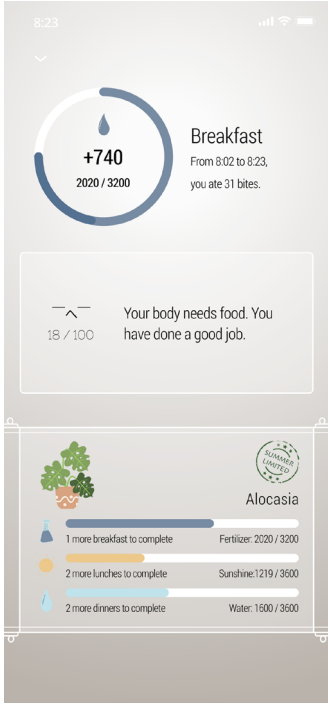 8:23
+740
2020 / 3200
Breakfast
From 8:02 to 8:23,
you ate 31 bites.
18 / 100
Your body needs food. You
have done a good job.
SUMMER
LIMITED
Alocasia
1 more breakfast to complete
Fertilizer: 2020 / 3200
2 more lunches to complete
Sunshine:1219 / 3600
2 more dinners to complete
Water: 1600 / 3600